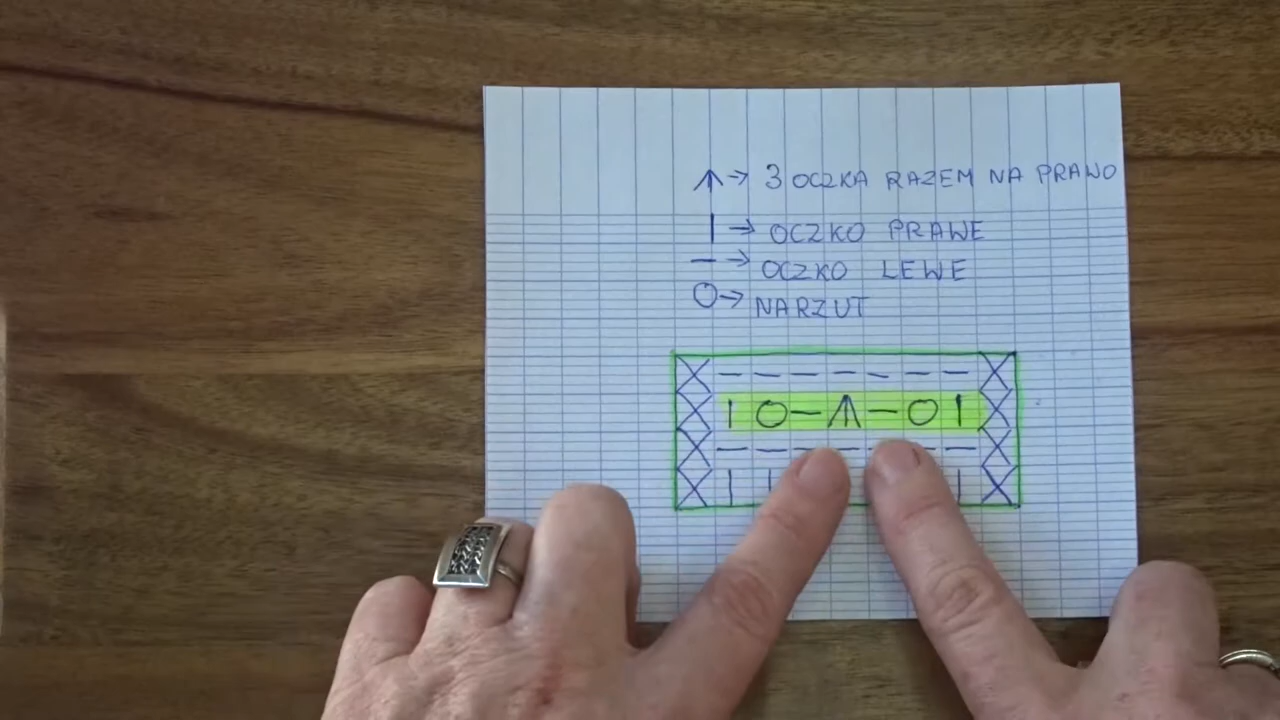 ⩚→ 3 OCZKA RAZEM NA PRAWO
| → OCZKO PRAWE
— → OCZKO LEWE
O→ NARZUT
X — — — — — — — X
X | O — ⩚ — O | X
X — — — — — X
X | | | X